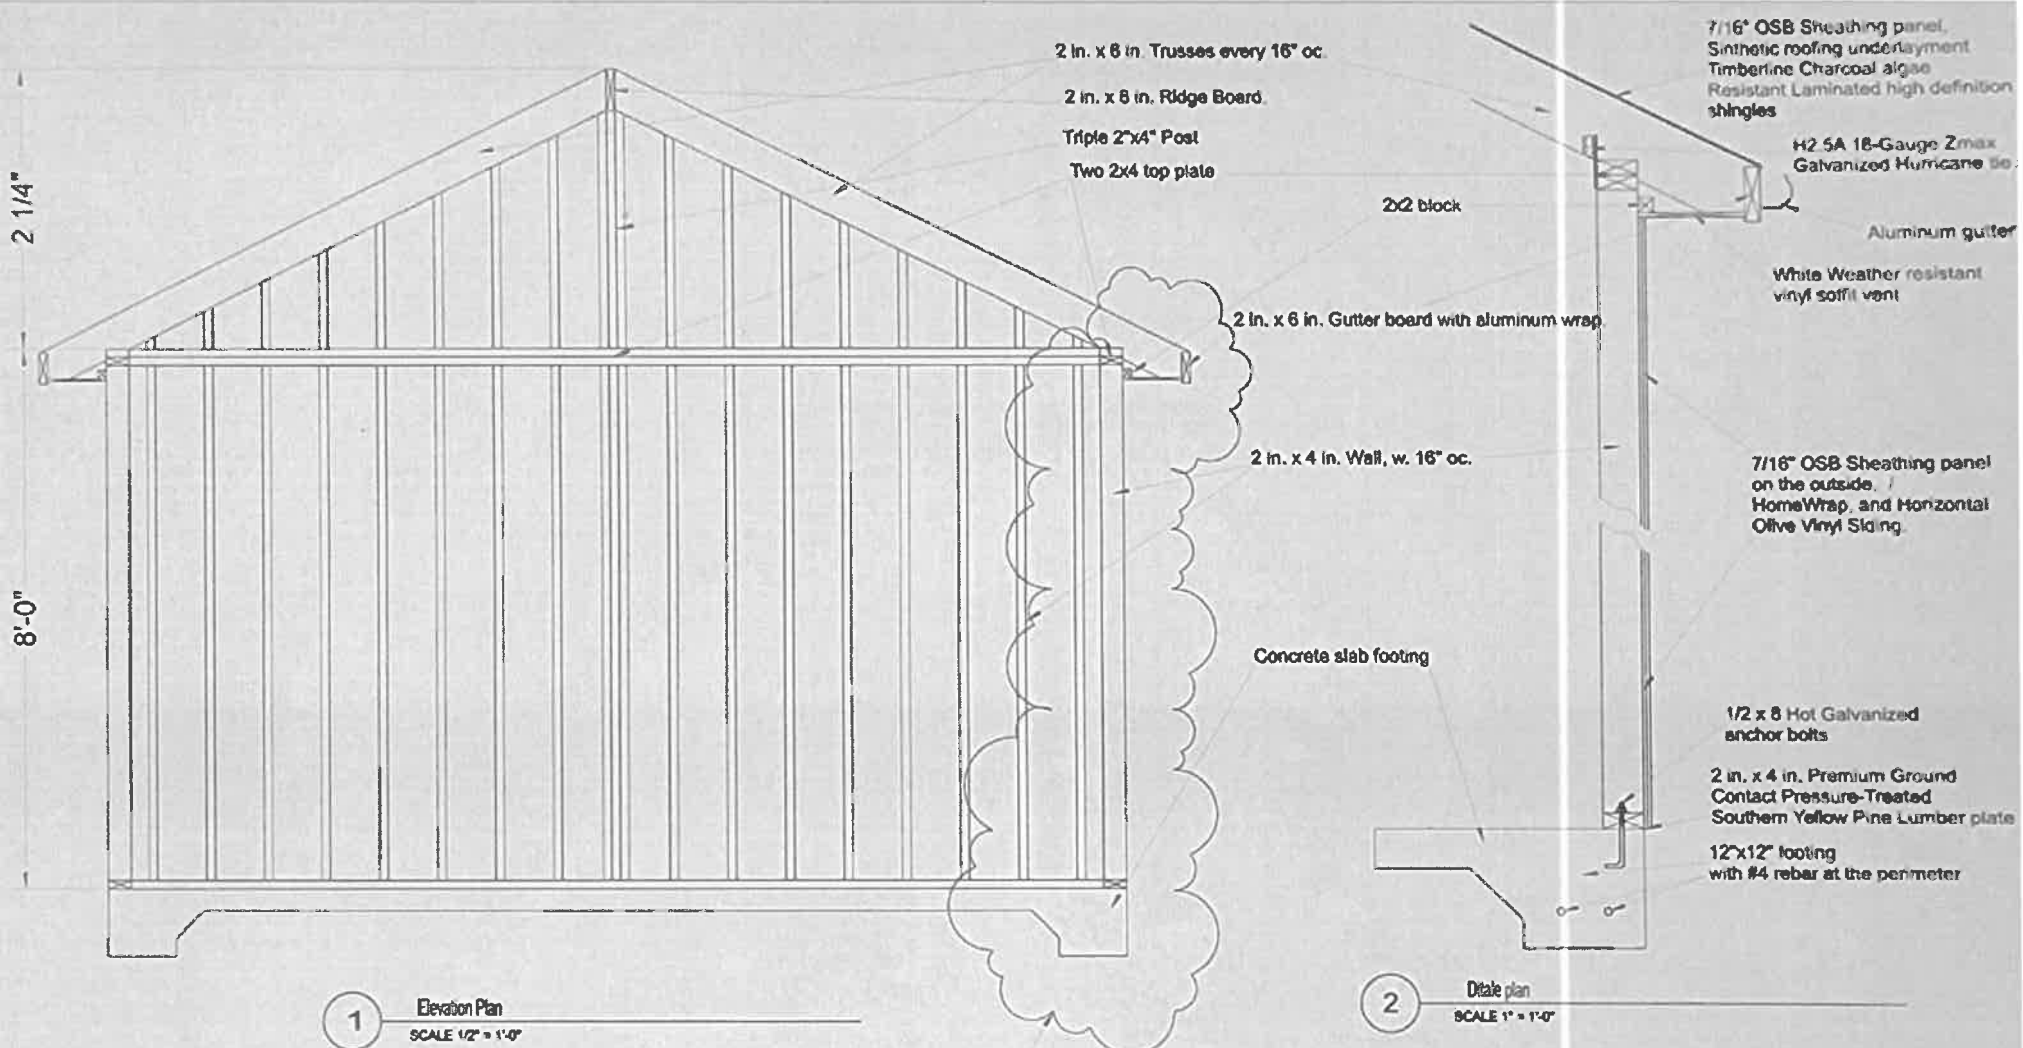 2 in. x 6 in. Trusses every 16" oc.
2 in. x 8 in. Ridge Board
Triple 2"x4" Post
Two 2x4 top plate
2x2 block
2 in. x 6 in. Gutter board with aluminum wrap
2 in. x 4 in. Wall, w. 16" oc.
Concrete slab footing
2 1/4"
8'-0"
1
Elevation Plan
SCALE 1/2" = 1'-0"
7/16" OSB Sheathing panel,
Sinthetic roofing underlayment
Timberline Charcoal algae
Resistant Laminated high definition
shingles
H2.5A 18-Gauge Zmax
Galvanized Hurricane tie
Aluminum gutter
White Weather resistant
vinyl soffit vent
7/16" OSB Sheathing panel
on the outside,
HomeWrap, and Horizontal
Olive Vinyl Siding.
1/2 x 8 Hot Galvanized
anchor bolts
2 in. x 4 in. Premium Ground
Contact Pressure-Treated
Southern Yellow Pine Lumber plate
12"x12" footing
with #4 rebar at the perimeter
2
Ditale plan
SCALE 1" = 1'-0"